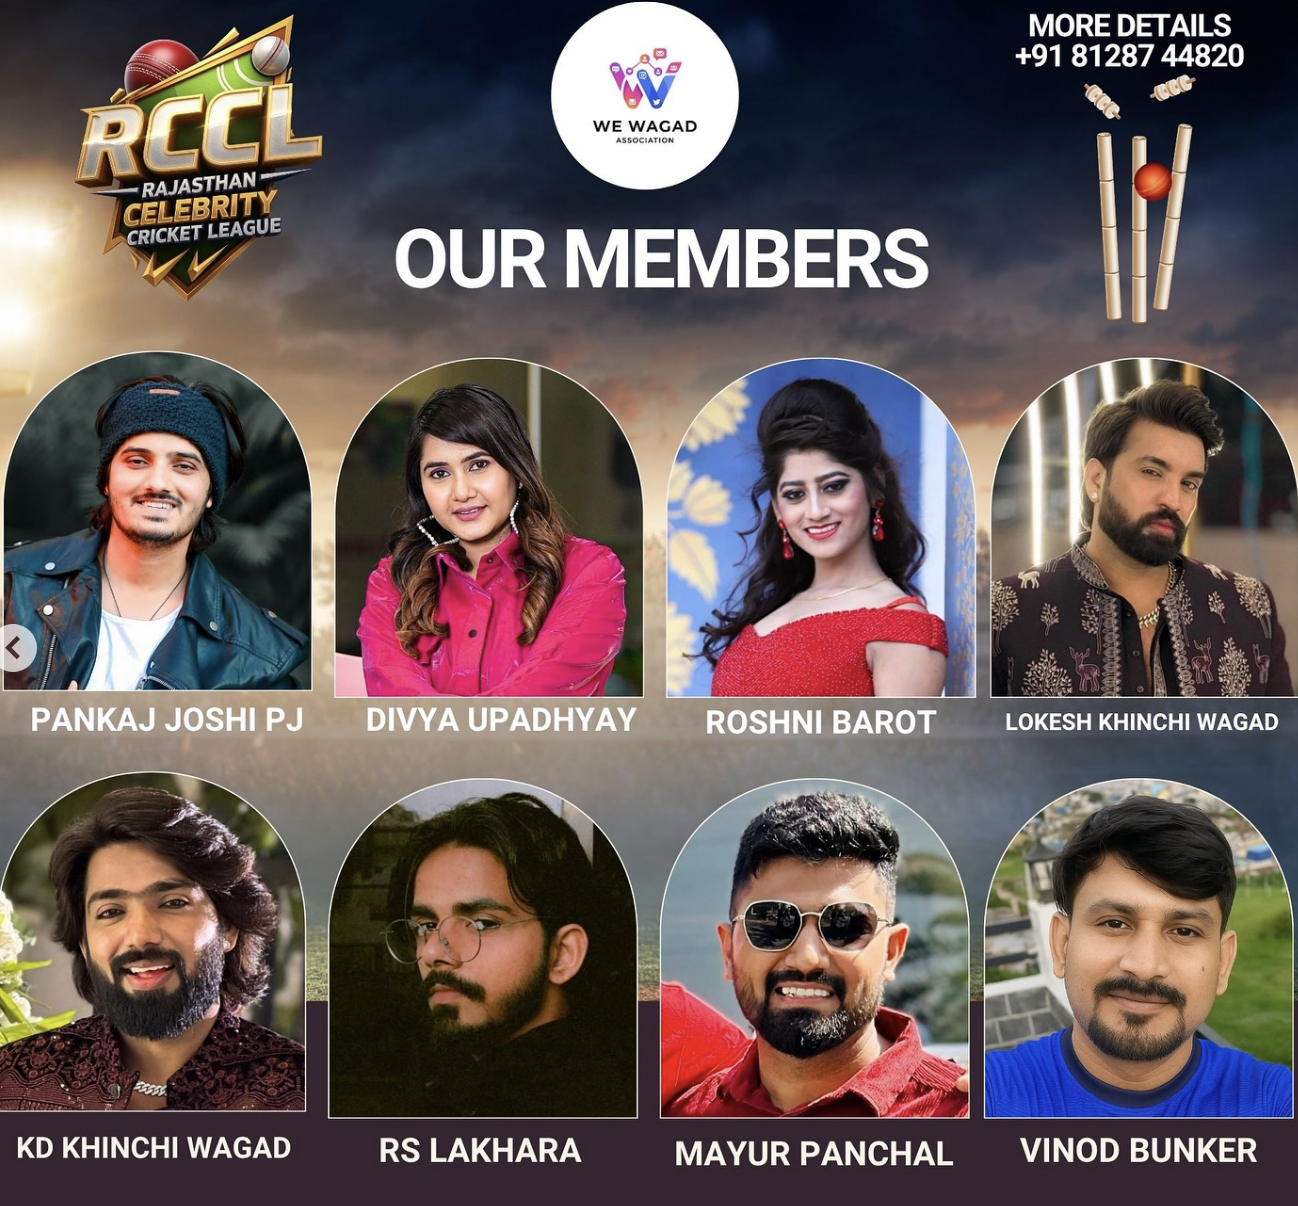 RCCL
RAJASTHAN
CELEBRITY
CRICKET LEAGUE
WE WAGAD
ASSOCIATION
MORE DETAILS
+91 81287 44820
OUR MEMBERS
PANKAJ JOSHI PJ
DIVYA UPADHYAY
ROSHNI BAROT
LOKESH KHINCHI WAGAD
KD KHINCHI WAGAD
RS LAKHARA
MAYUR PANCHAL
VINOD BUNKER